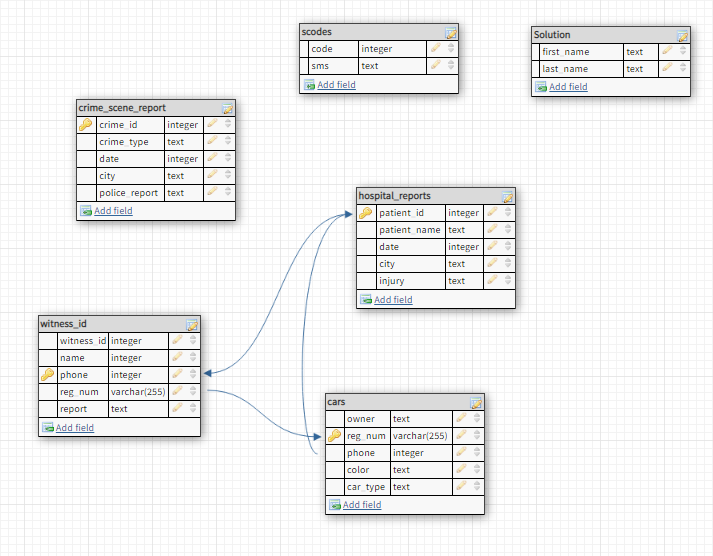 scodes
code integer
sms text
Add field
Solution
first_name text
last_name text
Add field
crime_scene_report
crime_id integer
crime_type text
date integer
city text
police_report text
Add field
hospital_reports
patient_id integer
patient_name text
date integer
city text
injury text
Add field
witness_id
witness_id integer
name integer
phone integer
reg_num varchar(255)
report text
Add field
cars
owner text
reg_num varchar(255)
phone integer
color text
car_type text
Add field